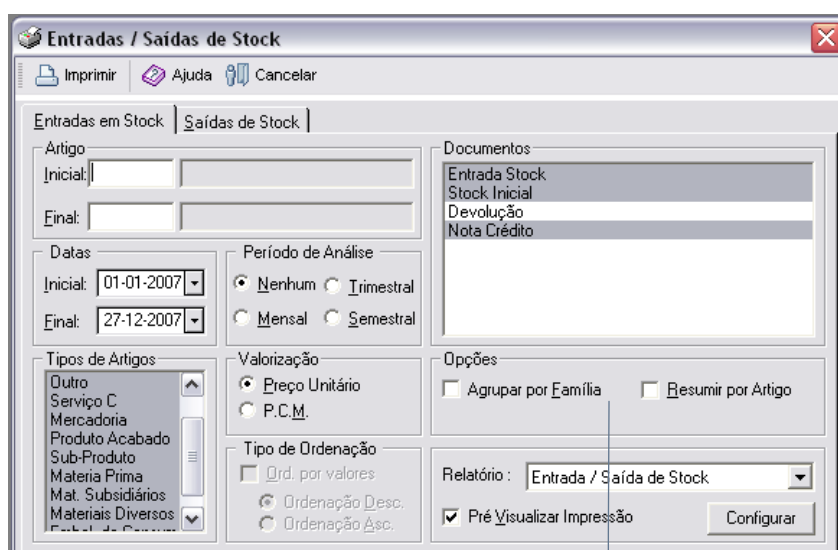 Entradas / Saídas de Stock
Imprimir Ajuda Cancelar
Entradas em Stock Saídas de Stock
Artigo
Inicial:
Final:
Documentos
Entrada Stock
Stock Inicial
Devolução
Nota Crédito
Datas
Inicial: 01-01-2007
Final: 27-12-2007
Período de Análise
Nenhum Trimestral
Mensal Semestral
Tipos de Artigos
Outro
Serviço C
Mercadoria
Produto Acabado
Sub-Produto
Materia Prima
Mat. Subsidiários
Materiais Diversos
Valorização
Preço Unitário
P.C.M.
Opções
Agrupar por Família Resumir por Artigo
Tipo de Ordenação
Ord. por valores
Ordenação Desc.
Ordenação Asc.
Relatório : Entrada / Saída de Stock
Pré Visualizar Impressão Configurar